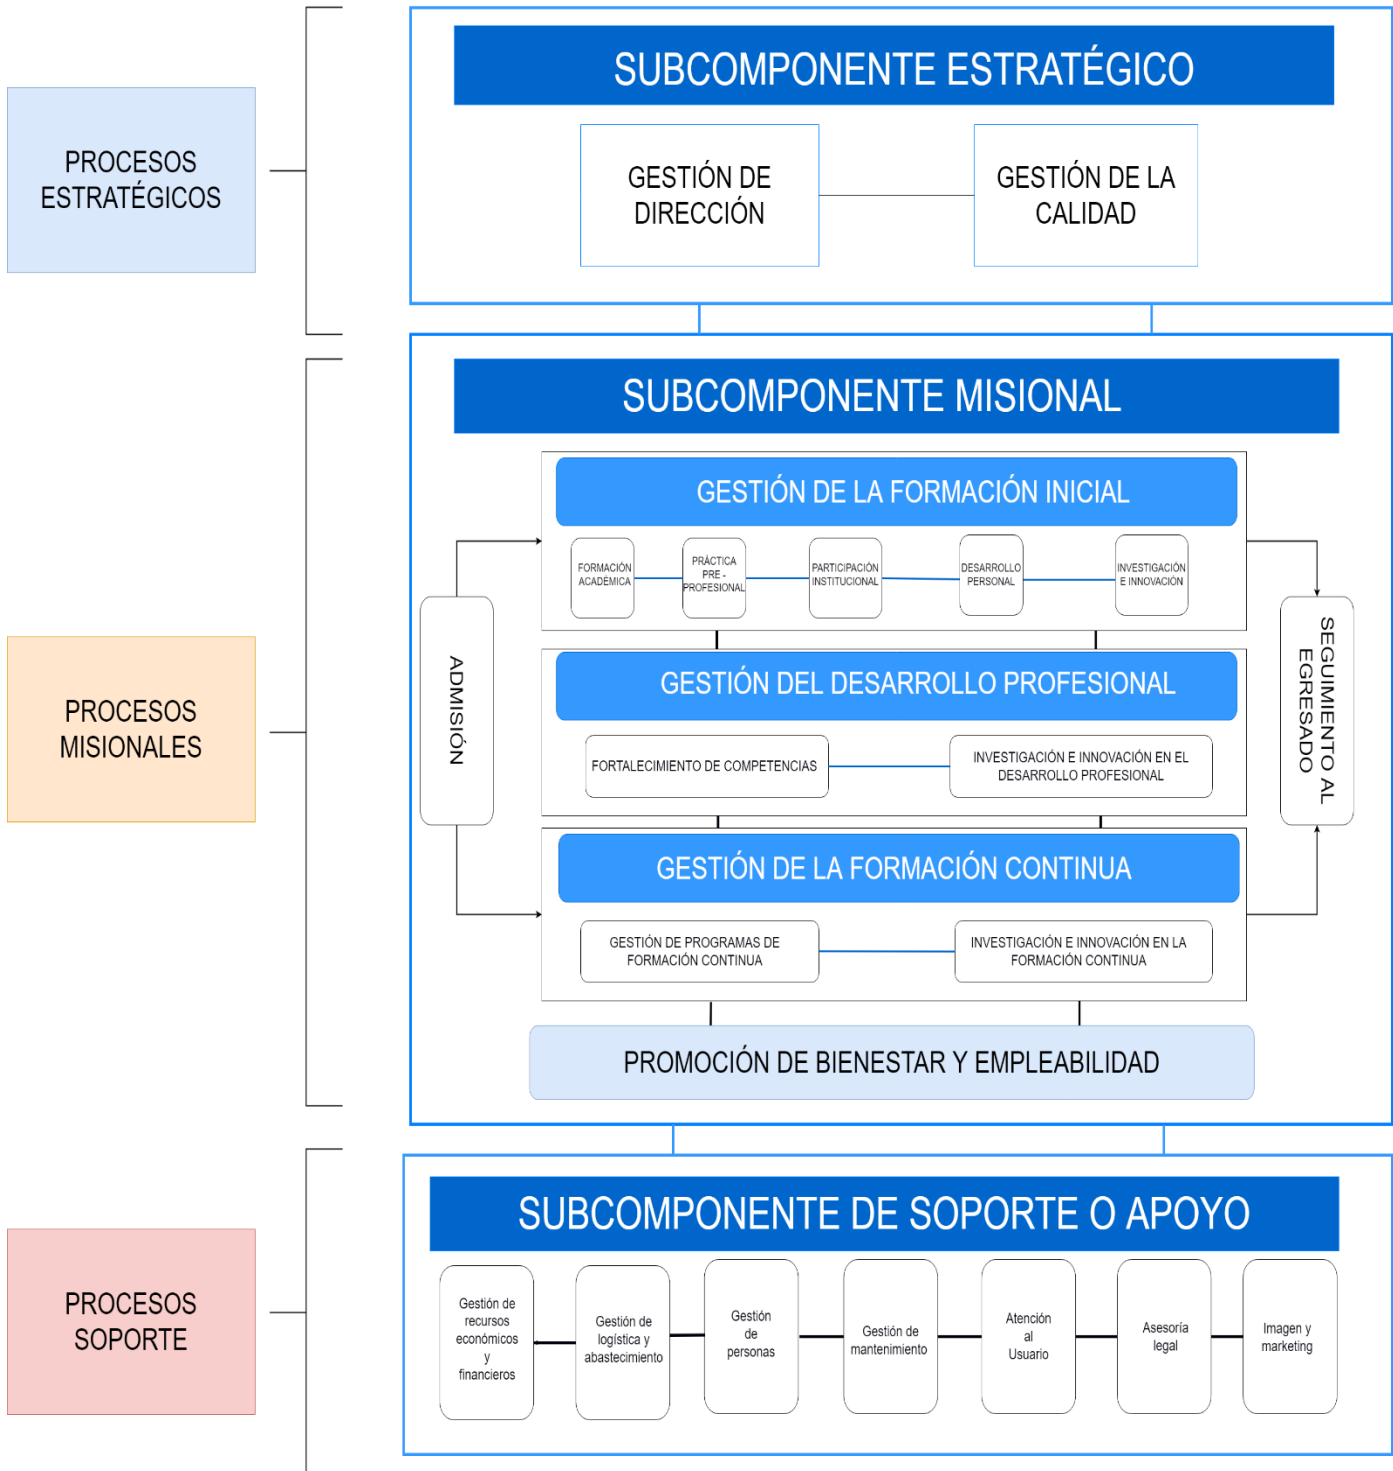 SUBCOMPONENTE ESTRATÉGICO
PROCESOS
ESTRATÉGICOS
GESTIÓN DE
DIRECCIÓN
GESTIÓN DE LA
CALIDAD
SUBCOMPONENTE MISIONAL
PROCESOS
MISIONALES
ADMISIÓN
GESTIÓN DE LA FORMACIÓN INICIAL
FORMACIÓN
ACADÉMICA
PRÁCTICA
PRE -
PROFESIONAL
PARTICIPACIÓN
INSTITUCIONAL
DESARROLLO
PERSONAL
INVESTIGACIÓN
E INNOVACIÓN
GESTIÓN DEL DESARROLLO PROFESIONAL
FORTALECIMIENTO DE COMPETENCIAS
INVESTIGACIÓN E INNOVACIÓN EN EL
DESARROLLO PROFESIONAL
GESTIÓN DE LA FORMACIÓN CONTINUA
GESTIÓN DE PROGRAMAS DE
FORMACIÓN CONTINUA
INVESTIGACIÓN E INNOVACIÓN EN LA
FORMACIÓN CONTINUA
SEGUIMIENTO AL
EGRESADO
PROMOCIÓN DE BIENESTAR Y EMPLEABILIDAD
SUBCOMPONENTE DE SOPORTE O APOYO
PROCESOS
SOPORTE
Gestión de
recursos
económicos
y
financieros
Gestión de
logística y
abastecimiento
Gestión
de
personas
Gestión de
mantenimiento
Atención
al
Usuario
Asesoría
legal
Imagen y
marketing